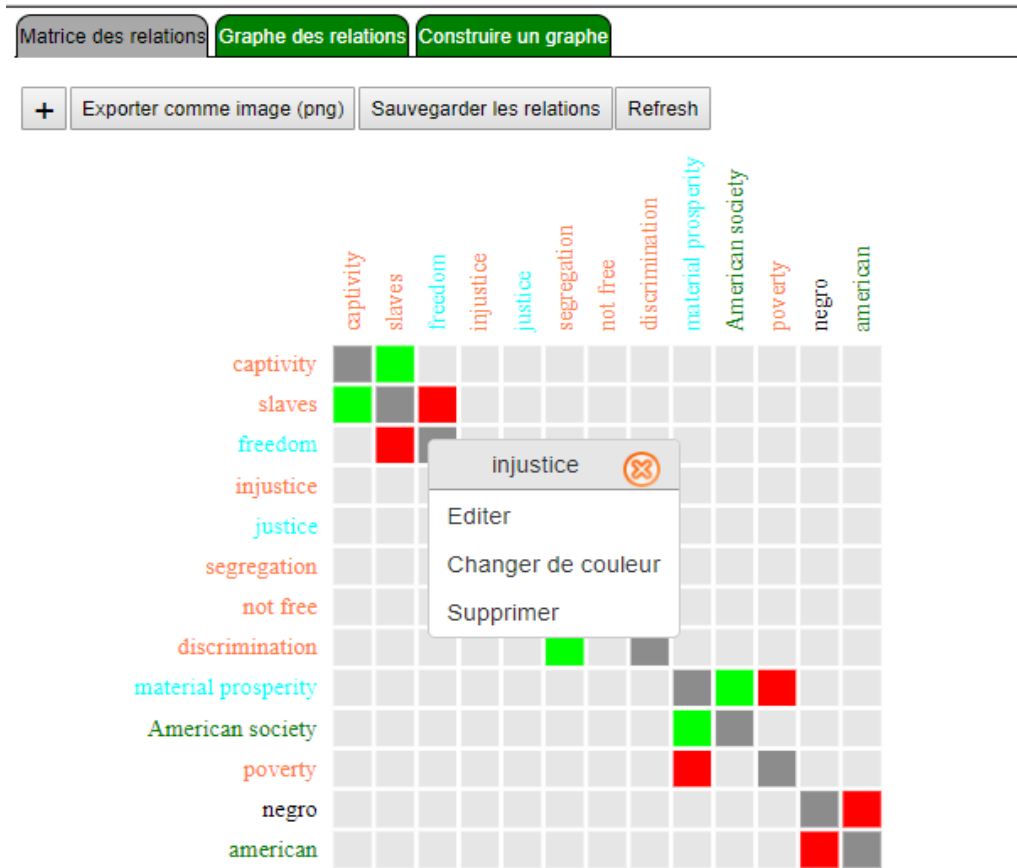 Matrice des relations Graphe des relations Construire un graphe
+ Exporter comme image (png) Sauvegarder les relations Refresh
captivity
slaves
freedom
injustice
justice
segregation
not free
discrimination
material prosperity
American society
poverty
negro
american
captivity
slaves
freedom
injustice
injustice
Editer
justice
Changer de couleur
segregation
not free
Supprimer
discrimination
material prosperity
American society
poverty
negro
american